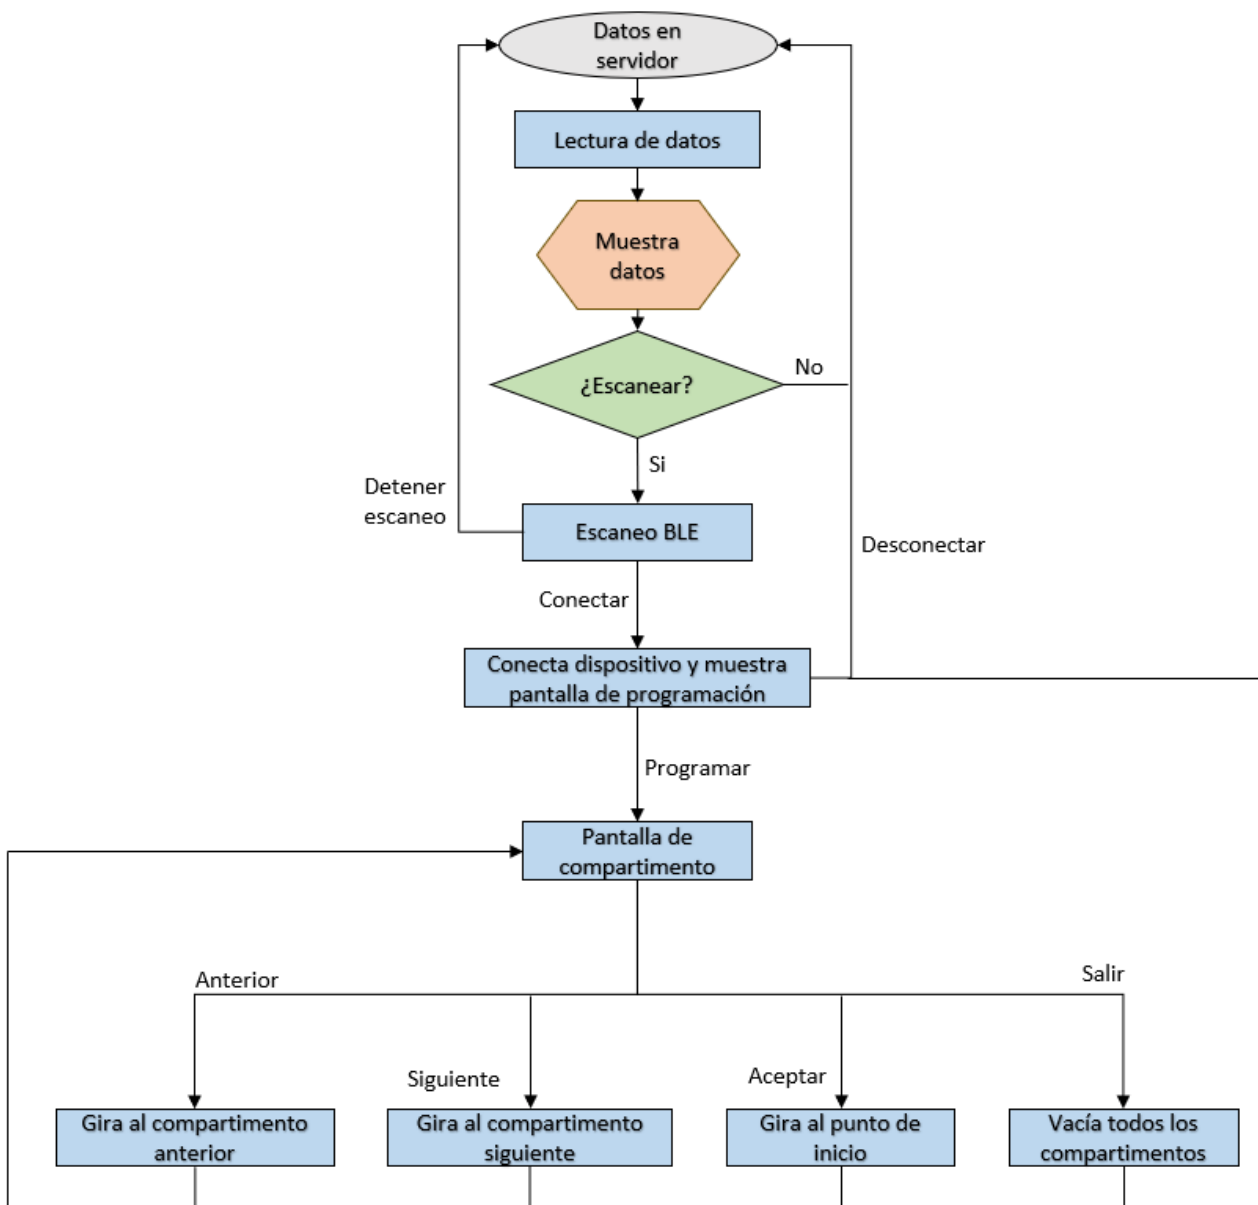 Datos en
servidor
Lectura de datos
Muestra
datos
¿Escanear?
No
Si
Detener
escaneo
Escaneo BLE
Desconectar
Conectar
Conecta dispositivo y muestra
pantalla de programación
Programar
Pantalla de
compartimento
Anterior
Salir
Siguiente
Aceptar
Gira al compartimento
anterior
Gira al compartimento
siguiente
Gira al punto de
inicio
Vacía todos los
compartimentos